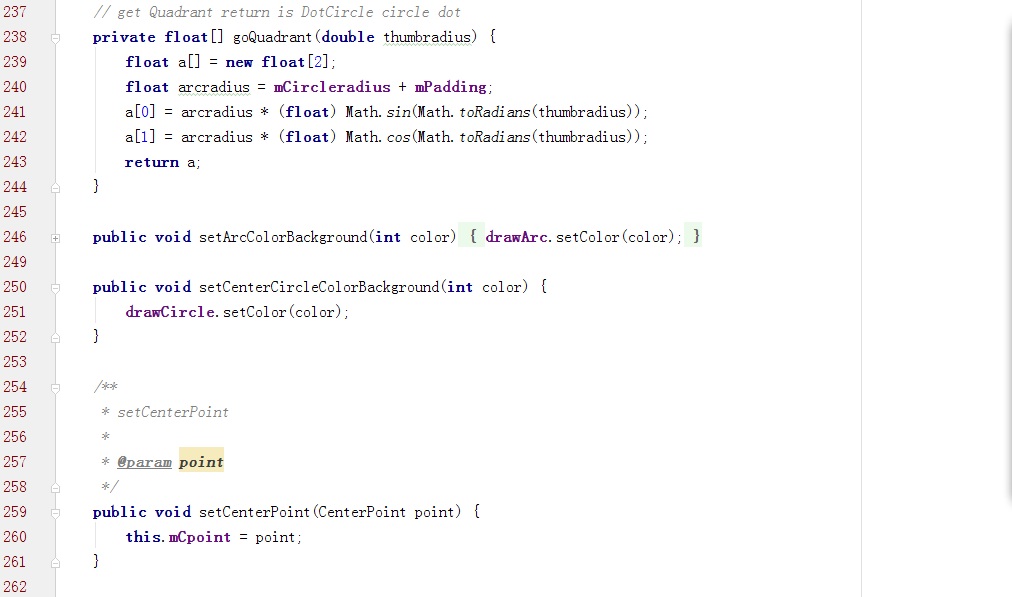 237 // get Quadrant return is DotCircle circle dot
238 private float[] goQuadrant(double thumbradius) {
239 float a[] = new float[2];
240 float arcradius = mCircleradius + mPadding;
241 a[0] = arcradius * (float) Math.sin(Math.toRadians(thumbradius));
242 a[1] = arcradius * (float) Math.cos(Math.toRadians(thumbradius));
243 return a;
244 }
245
246 public void setArcColorBackground(int color) { drawArc.setColor(color); }
249
250 public void setCenterCircleColorBackground(int color) {
251 drawCircle.setColor(color);
252 }
253
254 /**
255 * setCenterPoint
256 *
257 * @param point
258 */
259 public void setCenterPoint(CenterPoint point) {
260 this.mCpoint = point;
261 }
262